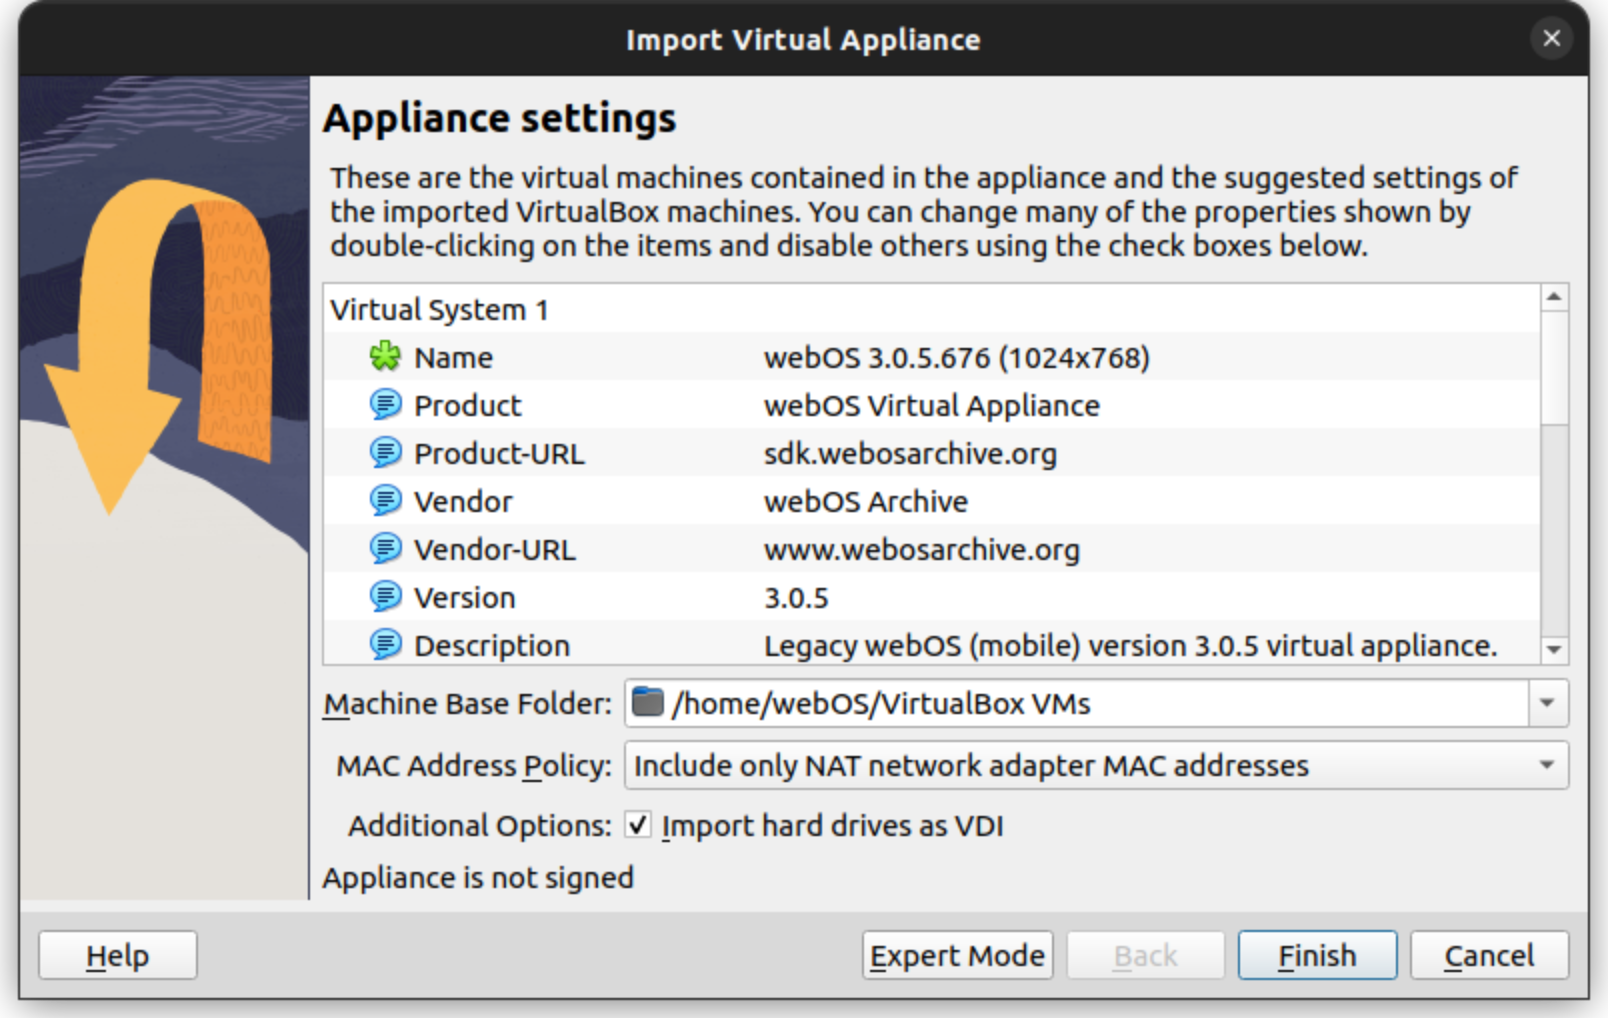 Import Virtual Appliance
Appliance settings
These are the virtual machines contained in the appliance and the suggested settings of
the imported VirtualBox machines. You can change many of the properties shown by
double-clicking on the items and disable others using the check boxes below.
Virtual System 1
Name webOS 3.0.5.676 (1024x768)
Product webOS Virtual Appliance
Product-URL sdk.webosarchive.org
Vendor webOS Archive
Vendor-URL www.webosarchive.org
Version 3.0.5
Description Legacy webOS (mobile) version 3.0.5 virtual appliance.
Machine Base Folder: /home/webOS/VirtualBox VMs
MAC Address Policy: Include only NAT network adapter MAC addresses
Additional Options: Import hard drives as VDI
Appliance is not signed
Help Expert Mode Back Finish Cancel